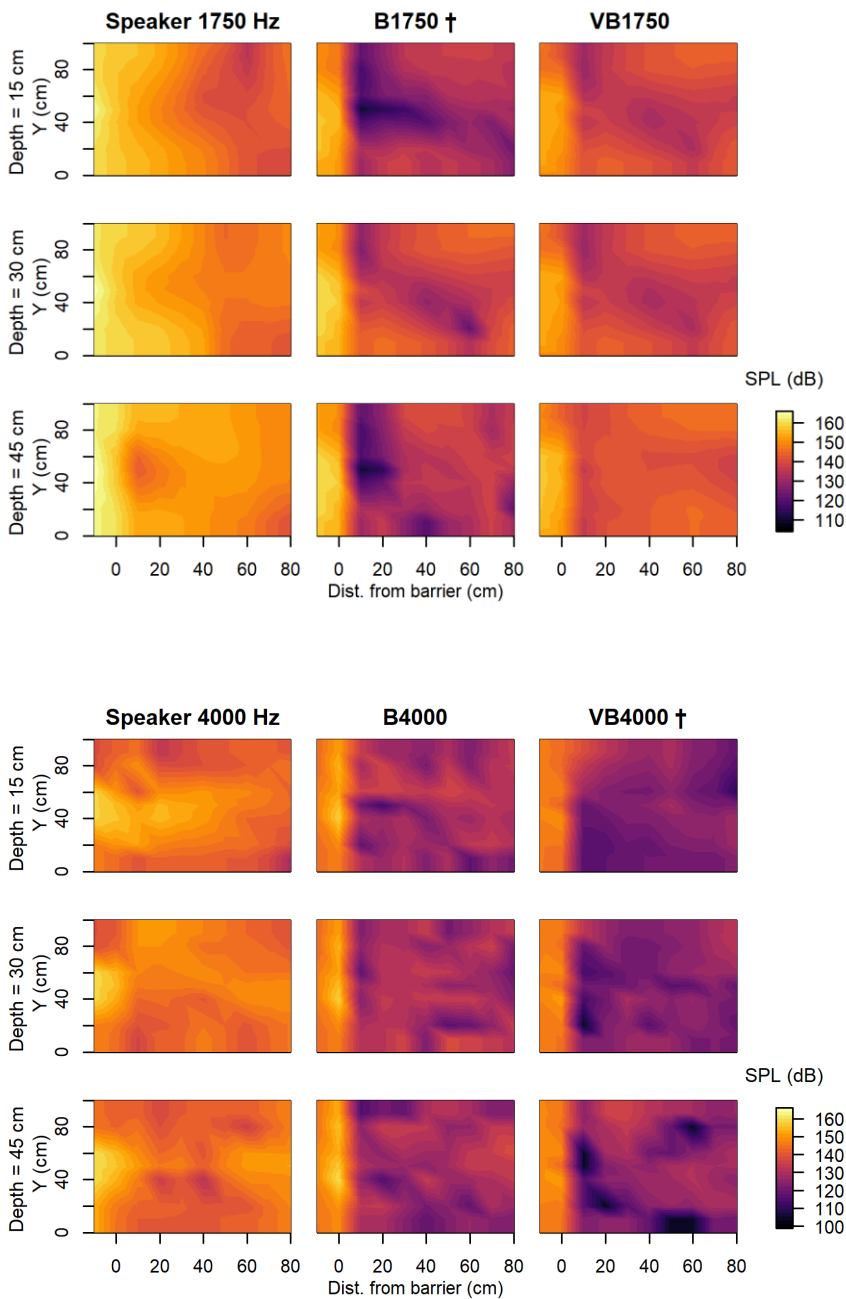 Speaker 1750 Hz B1750 † VB1750
Depth = 15 cm
Y (cm)
80
40
0
Depth = 30 cm
Y (cm)
80
40
0
SPL (dB)
Depth = 45 cm
Y (cm)
80
40
0
160
150
140
130
120
110
0 20 40 60 80 0 20 40 60 80 0 20 40 60 80
Dist. from barrier (cm)
Speaker 4000 Hz B4000 VB4000 †
Depth = 15 cm
Y (cm)
80
40
0
Depth = 30 cm
Y (cm)
80
40
0
SPL (dB)
Depth = 45 cm
Y (cm)
80
40
0
160
150
140
130
120
110
100
0 20 40 60 80 0 20 40 60 80 0 20 40 60 80
Dist. from barrier (cm)